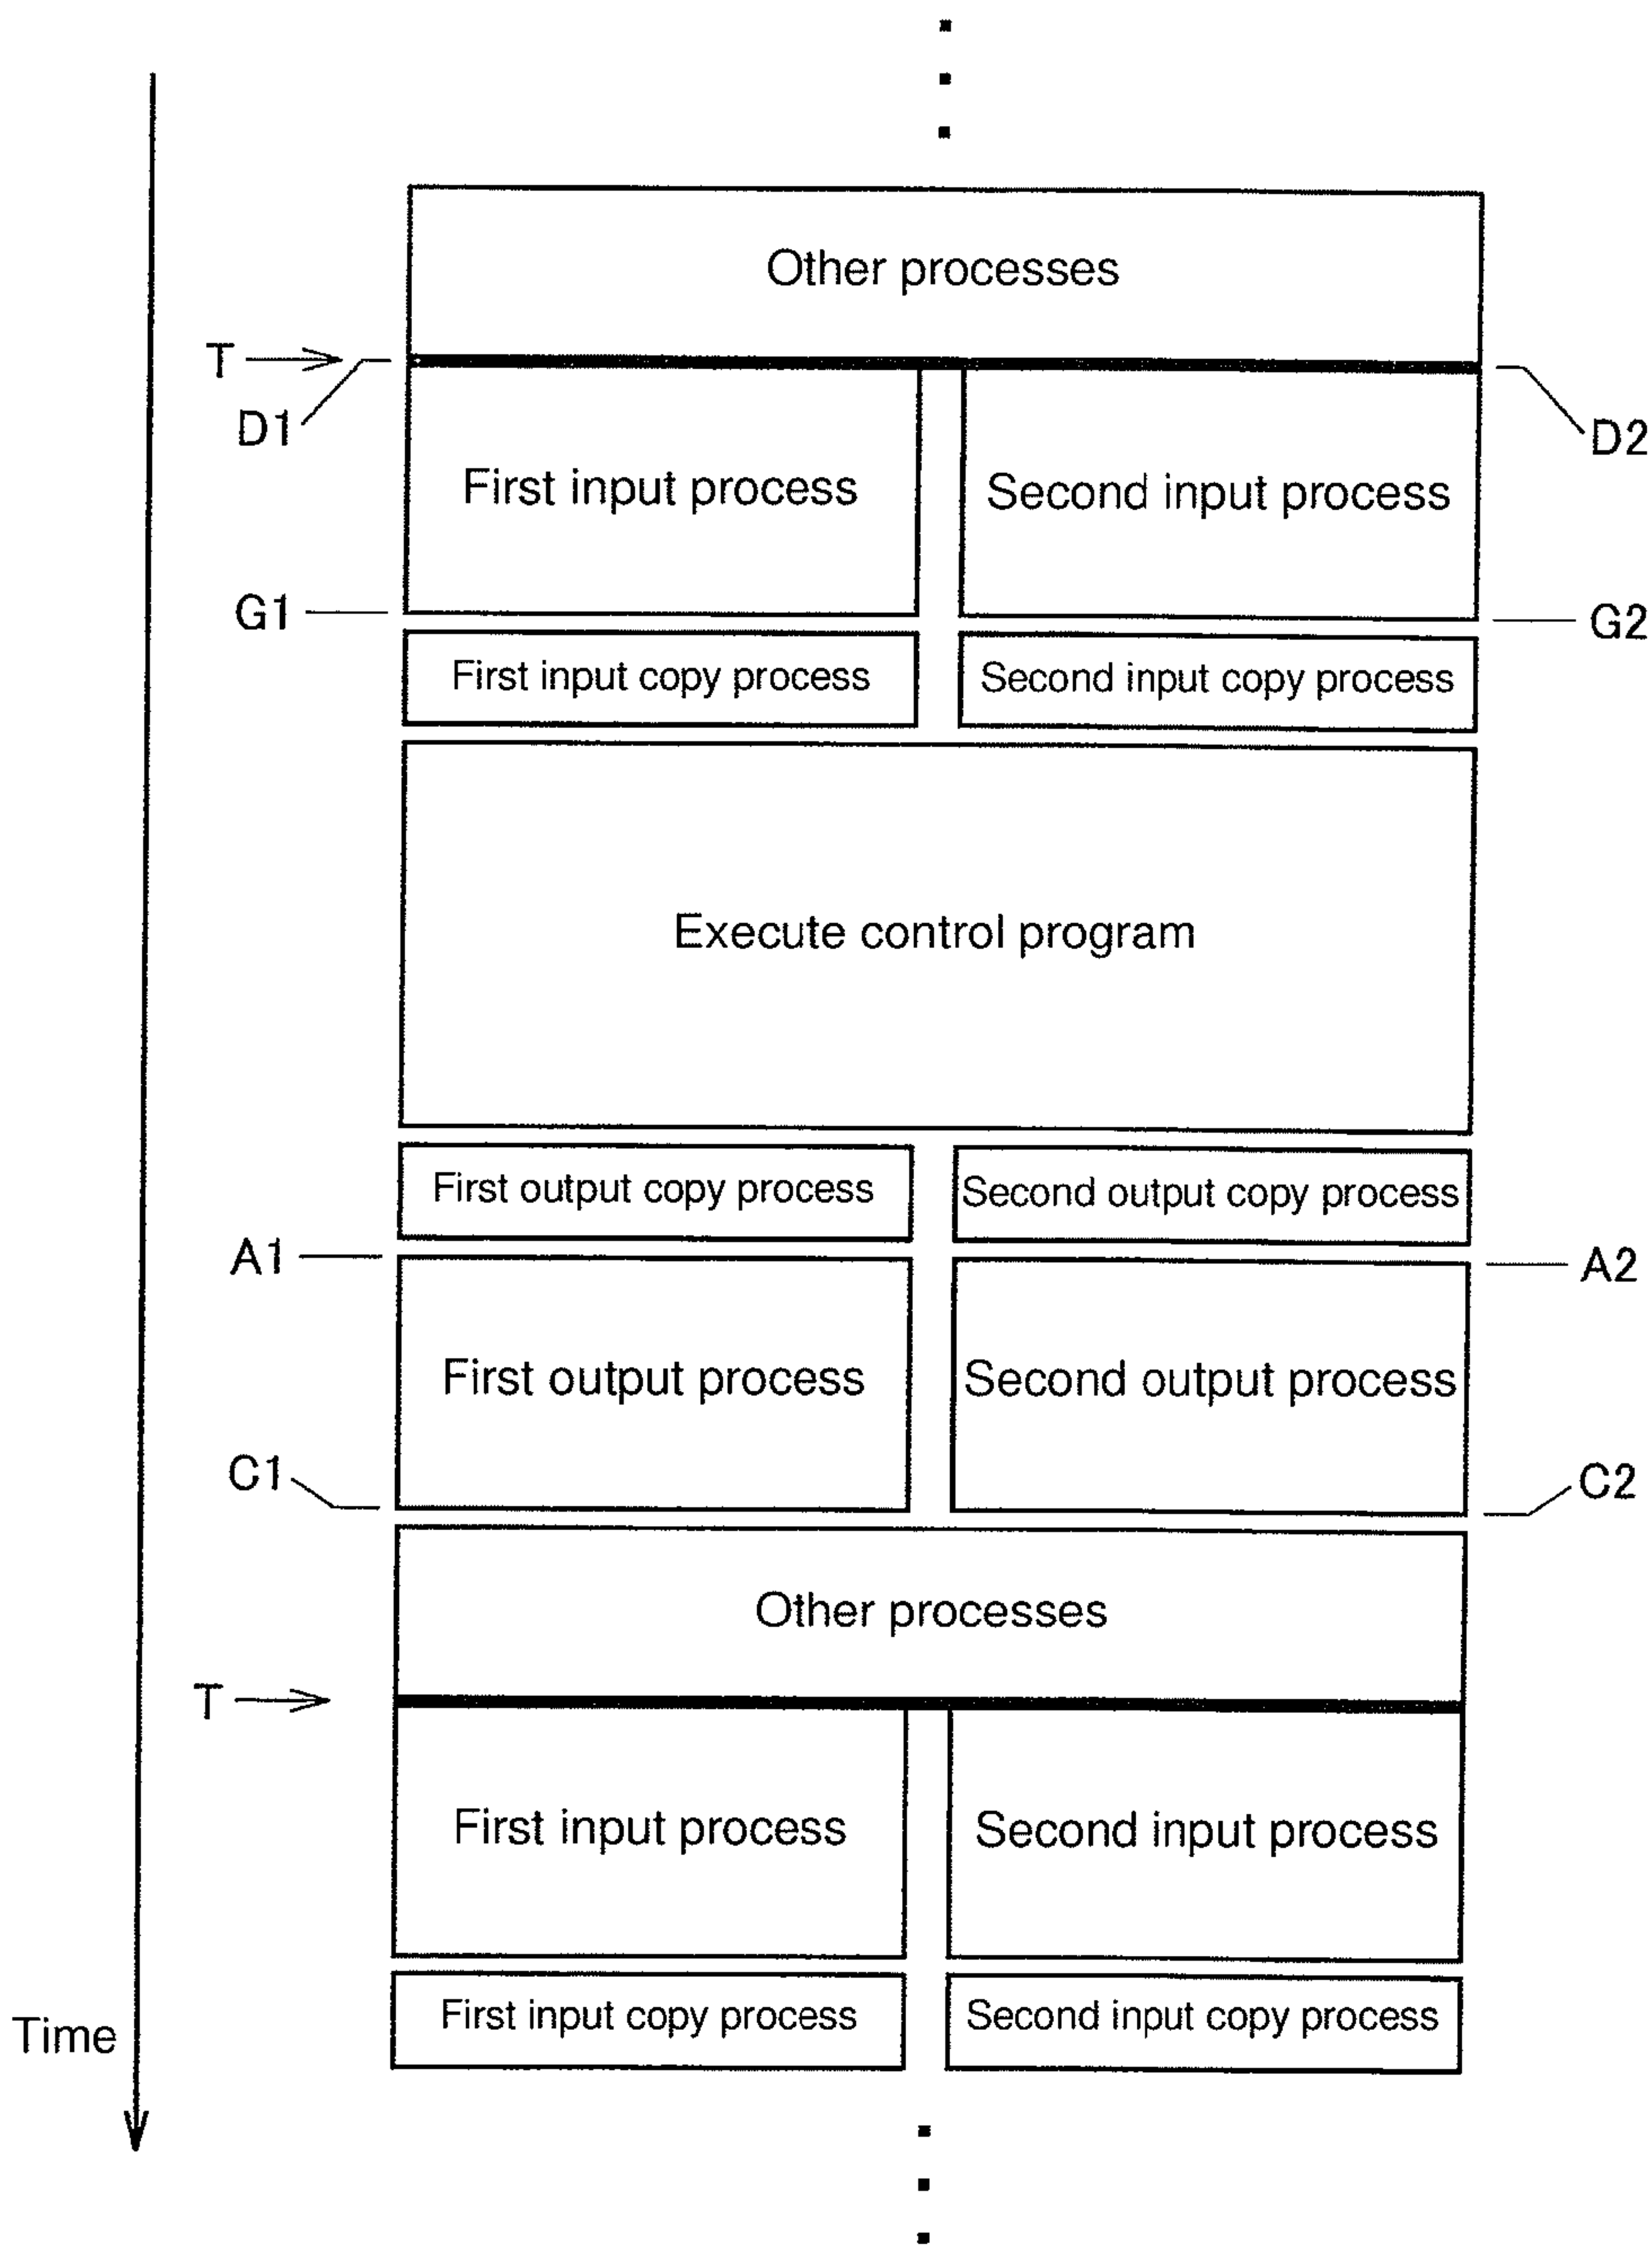 Other processes
T
D1
D2
First input process
Second input process
G1
G2
First input copy process
Second input copy process
Execute control program
First output copy process
Second output copy process
A1
A2
First output process
Second output process
C1
C2
Other processes
T
First input process
Second input process
First input copy process
Second input copy process
Time